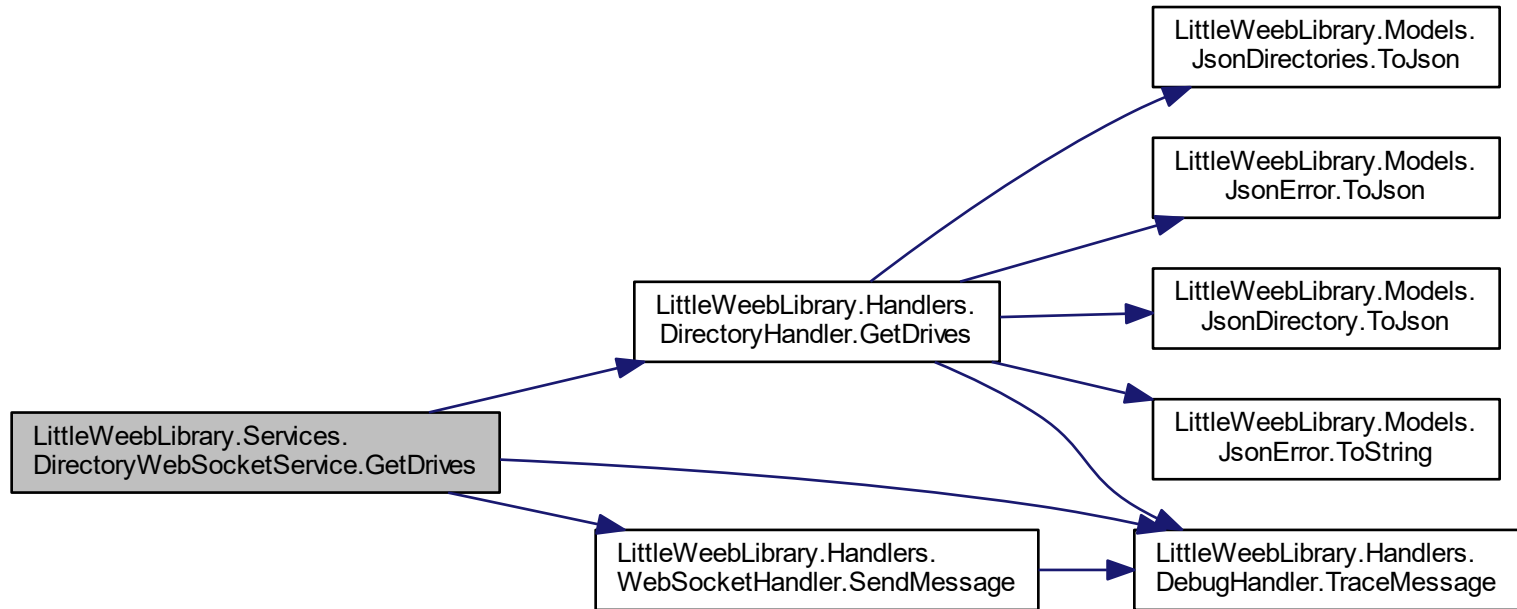 LittleWeebLibrary.Models.
JsonDirectories.ToJson
LittleWeebLibrary.Models.
JsonError.ToJson
LittleWeebLibrary.Handlers.
DirectoryHandler.GetDrives
LittleWeebLibrary.Models.
JsonDirectory.ToJson
LittleWeebLibrary.Models.
JsonError.ToString
LittleWeebLibrary.Services.
DirectoryWebSocketService.GetDrives
LittleWeebLibrary.Handlers.
WebSocketHandler.SendMessage
LittleWeebLibrary.Handlers.
DebugHandler.TraceMessage